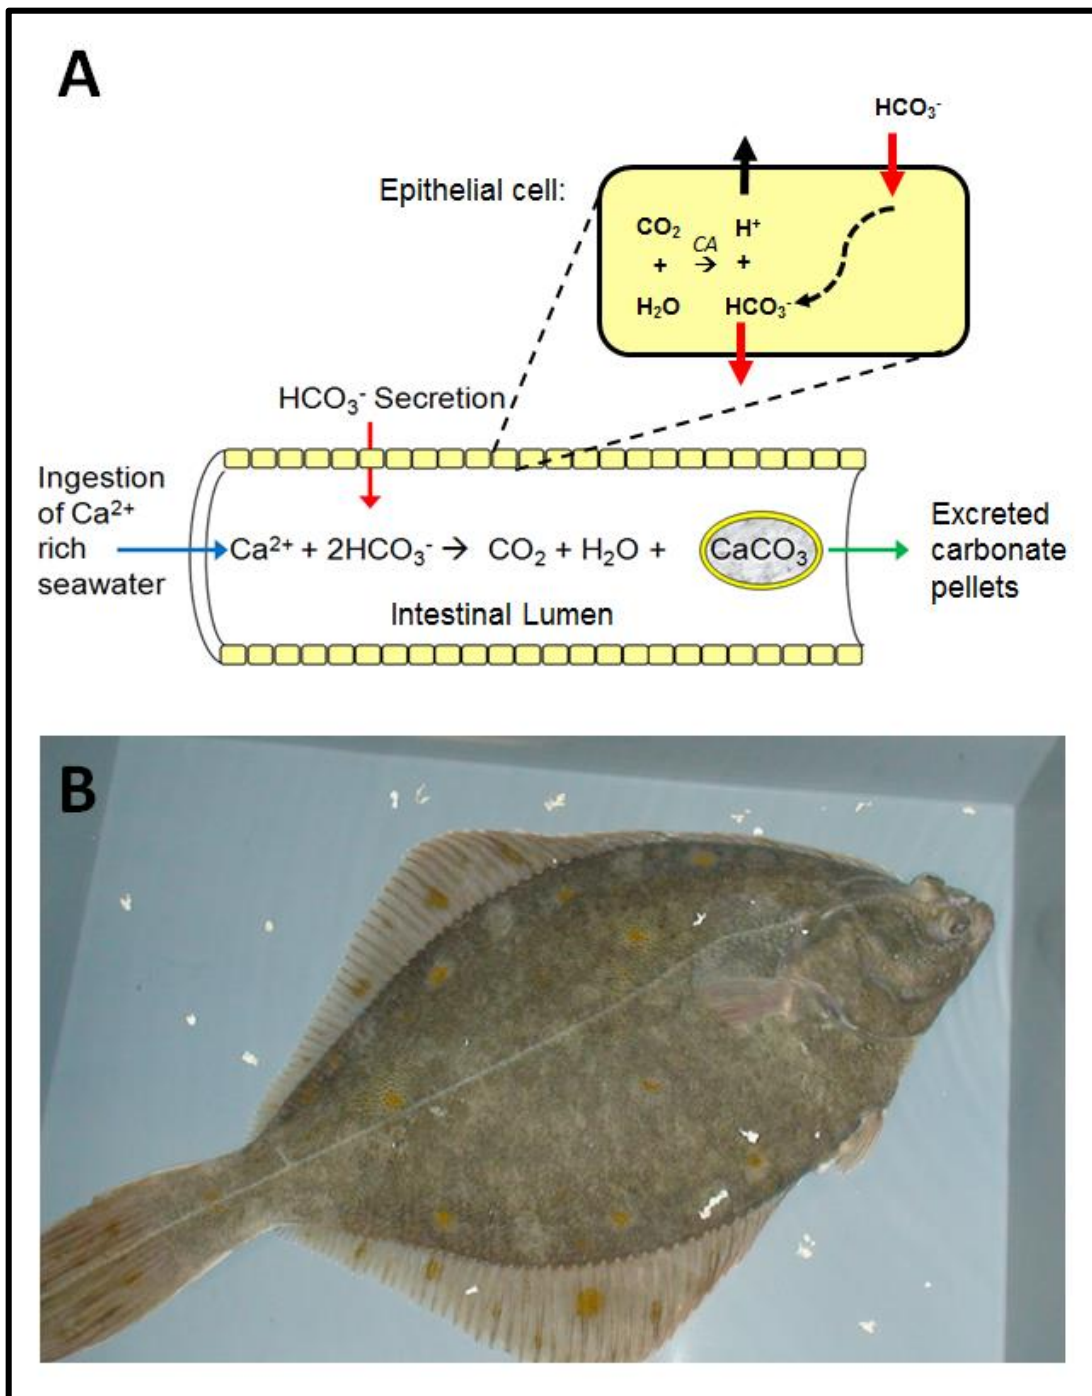 A
HCO₃⁻
Epithelial cell:
CO₂ H⁺
CA
+ → +
H₂O HCO₃⁻
HCO₃⁻ Secretion
Ingestion
of Ca²⁺
rich
seawater
Ca²⁺ + 2HCO₃⁻ → CO₂ + H₂O + CaCO₃
Excreted
carbonate
pellets
Intestinal Lumen
B